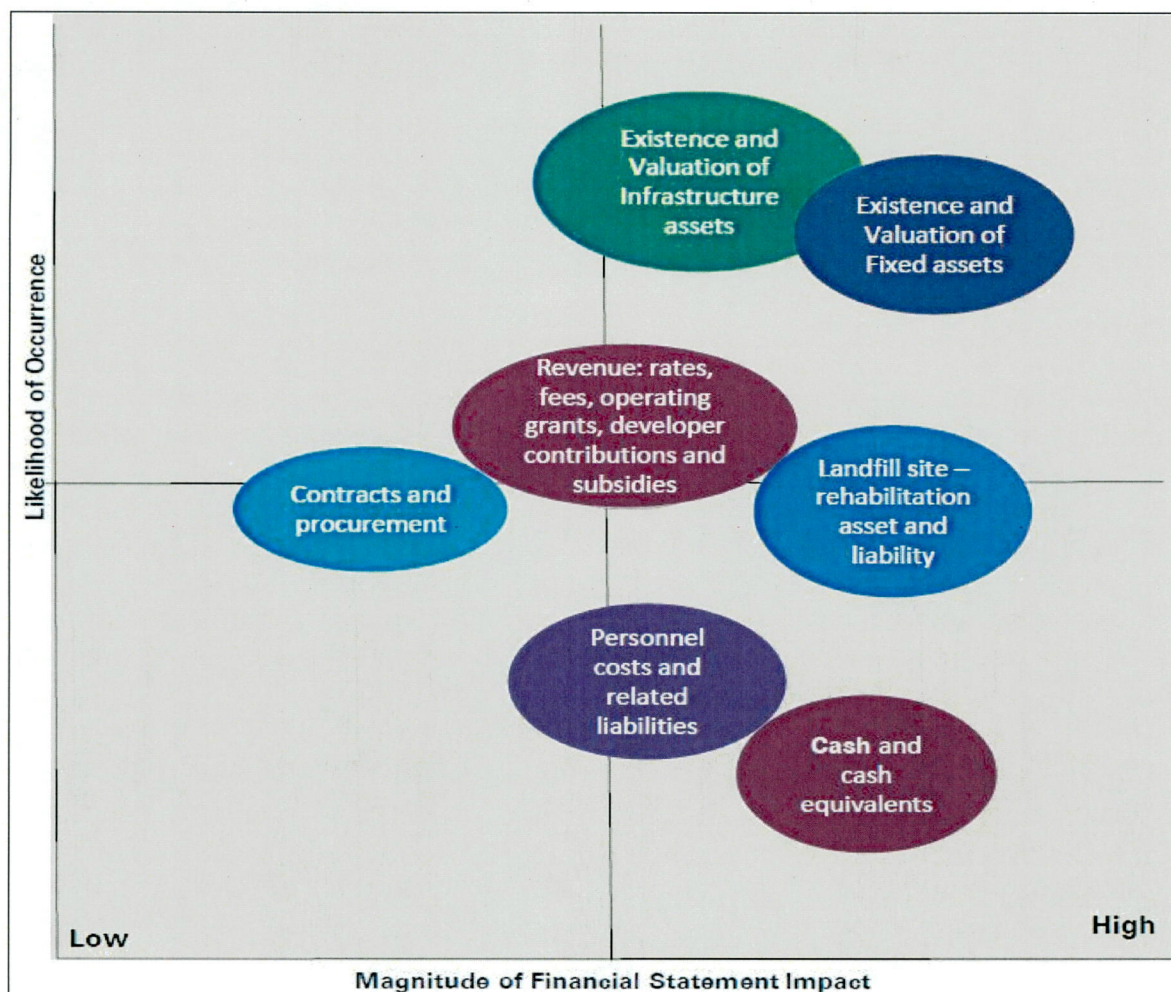 Existence and
Valuation of
Infrastructure
assets
Existence and
Valuation of
Fixed assets
Revenue: rates,
fees, operating
grants, developer
contributions and
subsidies
Contracts and
procurement
Landfill site –
rehabilitation
asset and
liability
Personnel
costs and
related
liabilities
Cash and
cash
equivalents
Likelihood of Occurrence
Low
High
Magnitude of Financial Statement Impact